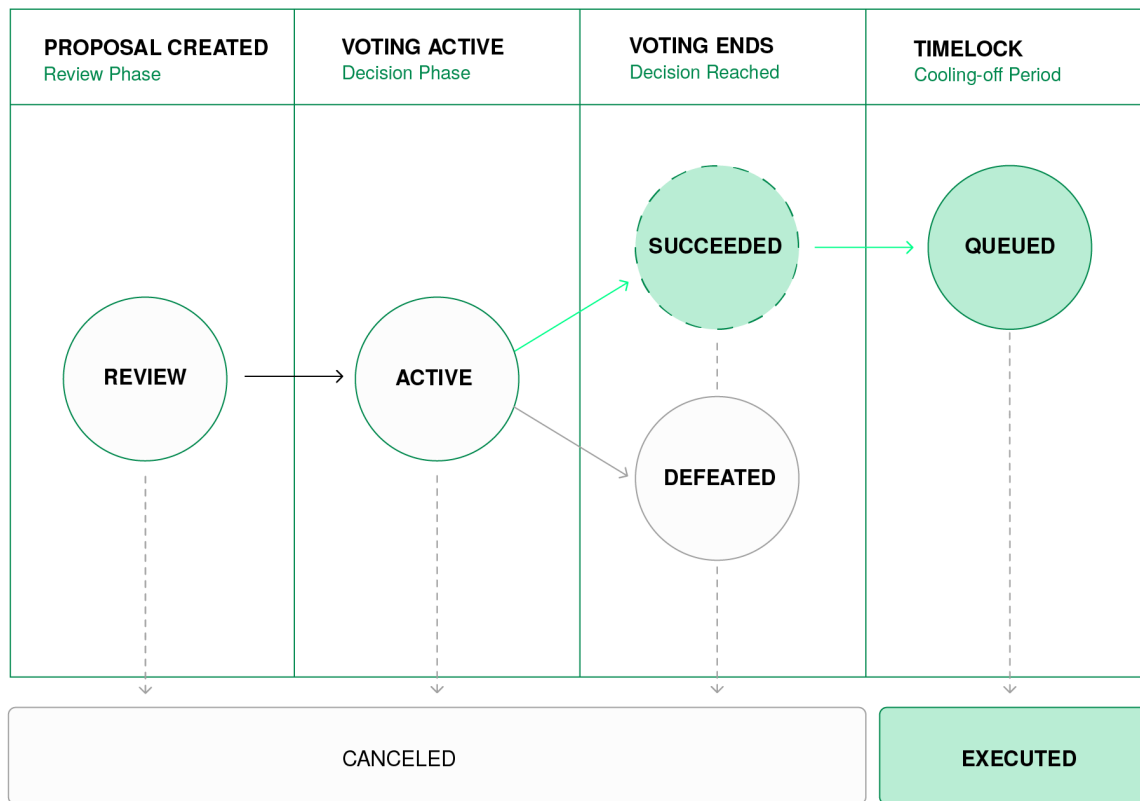 PROPOSAL CREATED
Review Phase
VOTING ACTIVE
Decision Phase
VOTING ENDS
Decision Reached
TIMELOCK
Cooling-off Period
SUCCEEDED
QUEUED
REVIEW
ACTIVE
DEFEATED
CANCELED
EXECUTED